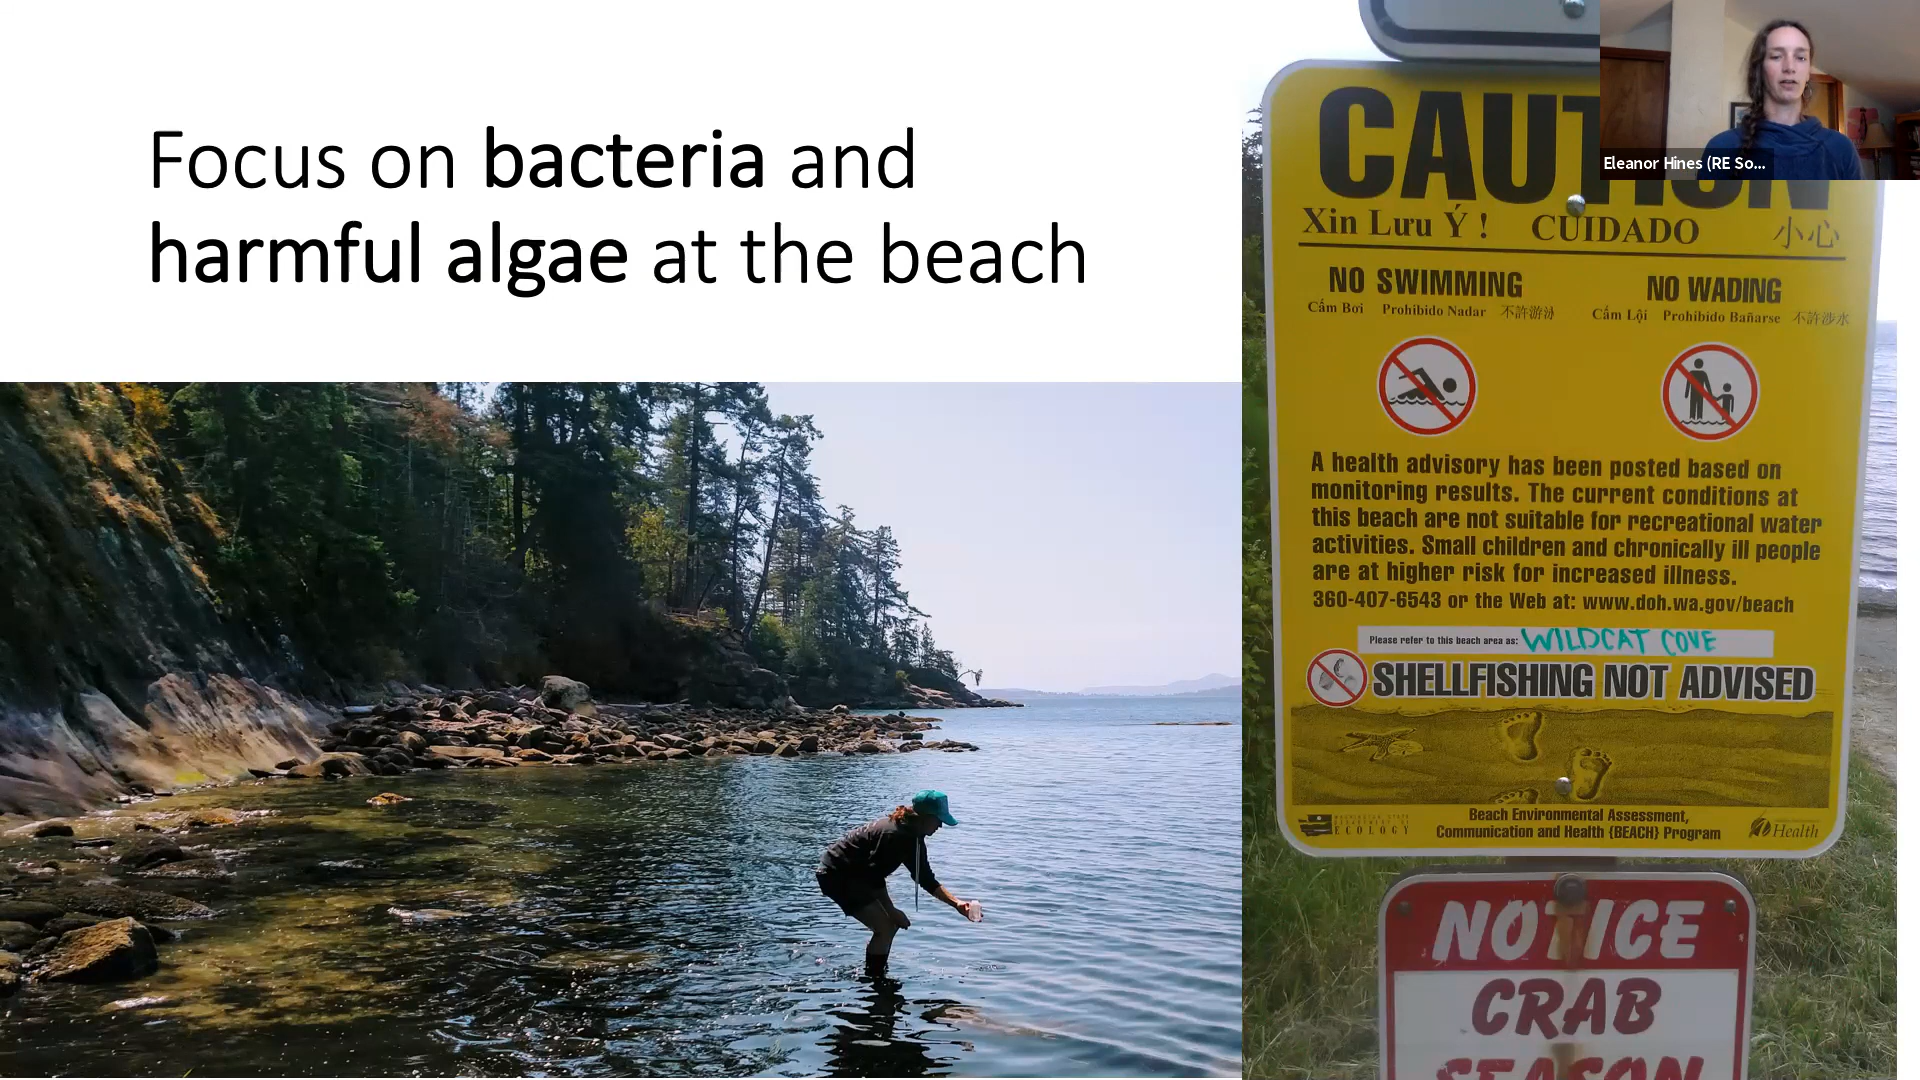 Focus on bacteria and
harmful algae at the beach
Eleanor Hines (RE So...
Xin Lưu Ý !   CUIDADO   小心
NO SWIMMING
Cấm Bơi   Prohibido Nadar   不許游泳
NO WADING
Cấm Lội   Prohibido Bañarse   不許涉水
A health advisory has been posted based on
monitoring results. The current conditions at
this beach are not suitable for recreational water
activities. Small children and chronically ill people
are at higher risk for increased illness.
360-407-6543 or the Web at: www.doh.wa.gov/beach
Please refer to this beach area as: WILDCAT COVE
SHELLFISHING NOT ADVISED
Beach Environmental Assessment,
Communication and Health {BEACH} Program
ECOLOGY
Health
NOTICE
CRAB
SEASON